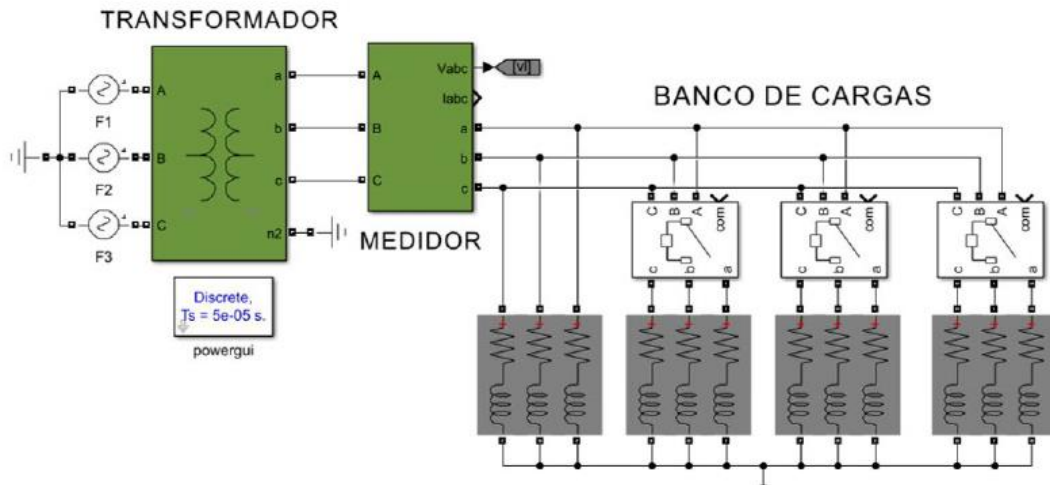 TRANSFORMADOR
A
B
C
a
b
c
n2
F1
F2
F3
A
B
C
Vabc
[vl]
Iabc
a
b
c
MEDIDOR
BANCO DE CARGAS
C B A com
C B A com
C B A com
c b a
c b a
c b a
Discrete,
Ts = 5e-05 s.
powergui